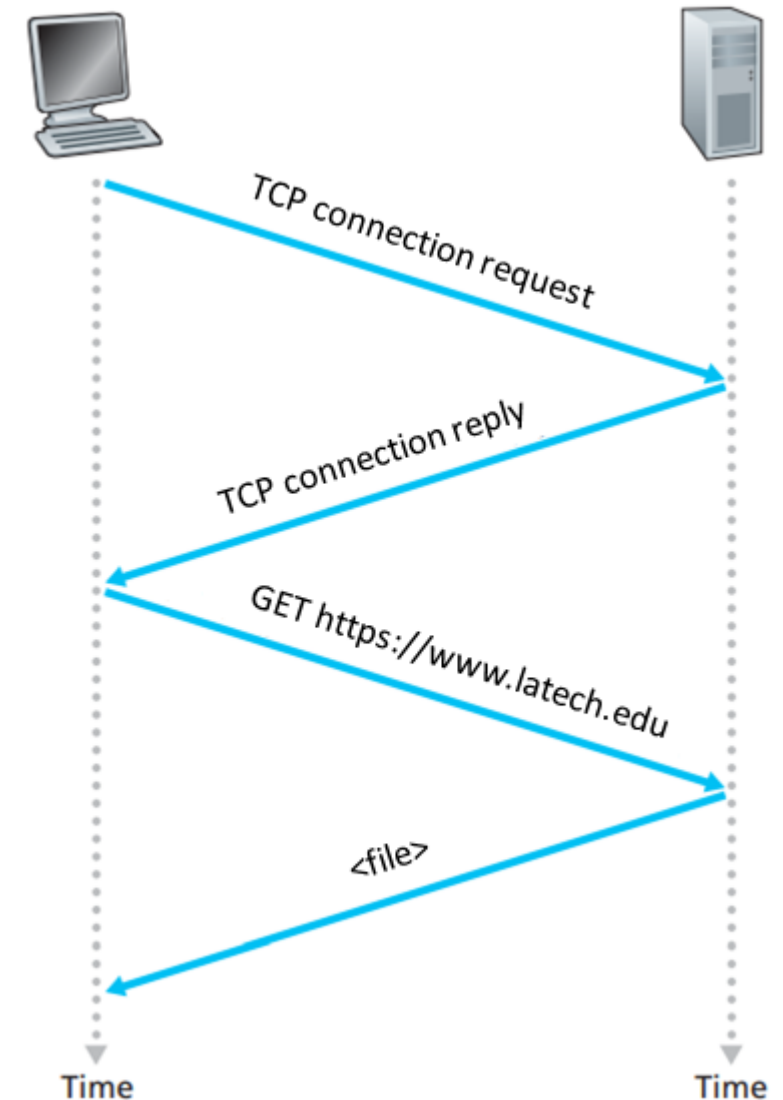 TCP connection request
TCP connection reply
GET https://www.latech.edu
<file>
Time
Time